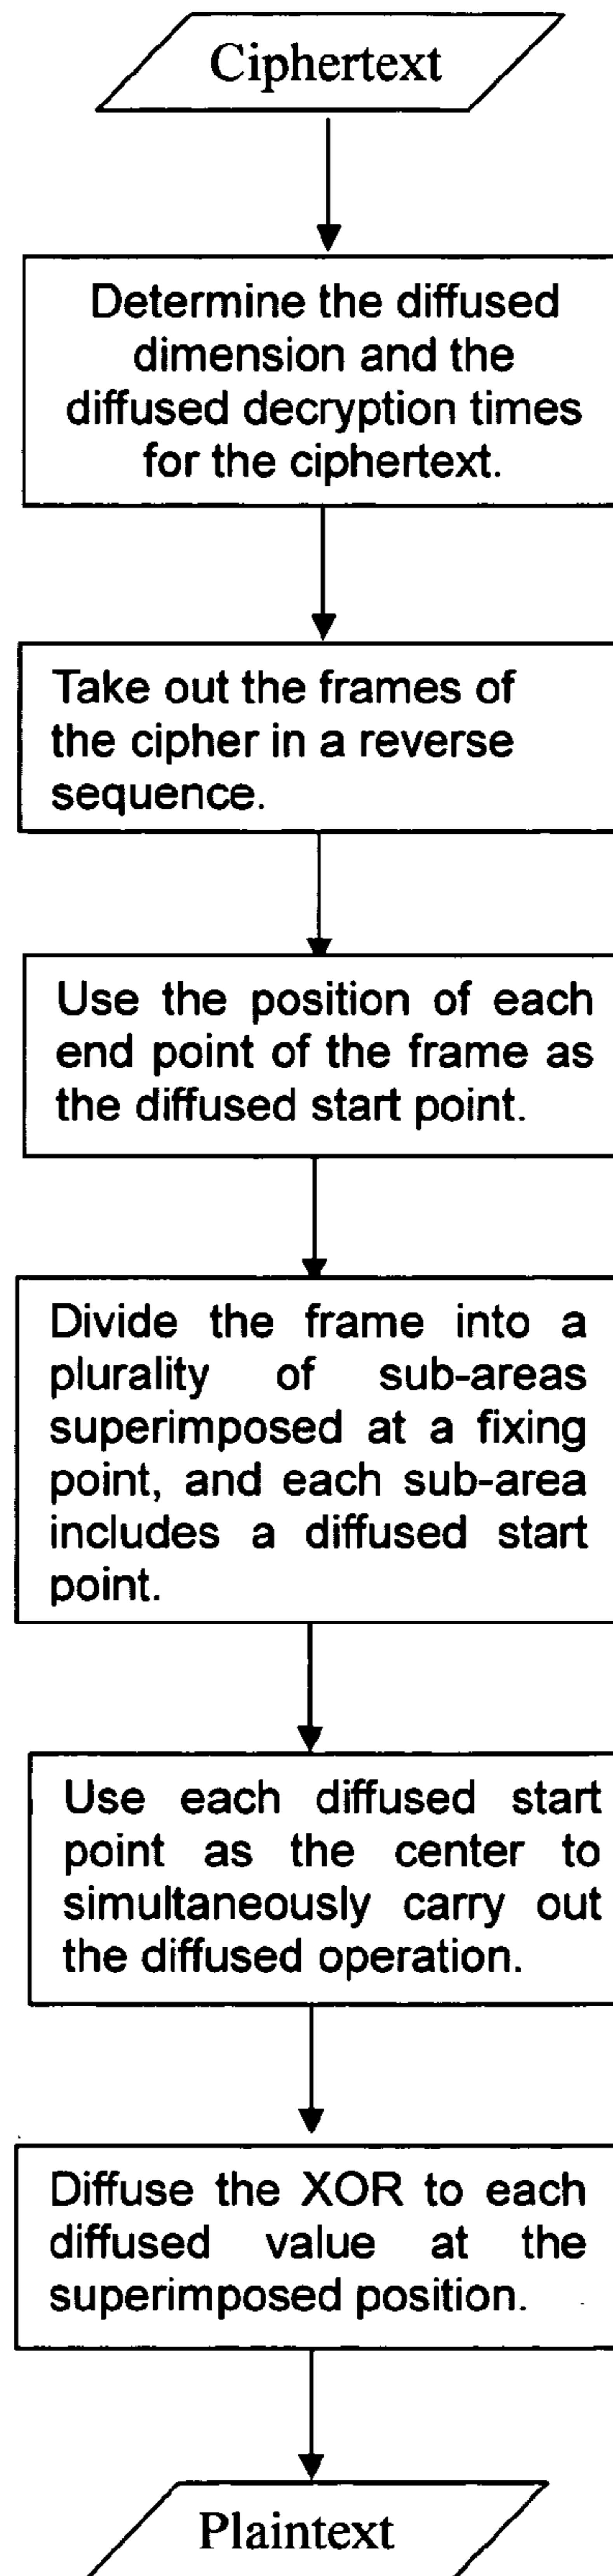 Ciphertext
Determine the diffused
dimension and the
diffused decryption times
for the ciphertext.
Take out the frames of
the cipher in a reverse
sequence.
Use the position of each
end point of the frame as
the diffused start point.
Divide the frame into a
plurality of sub-areas
superimposed at a fixing
point, and each sub-area
includes a diffused start
point.
Use each diffused start
point as the center to
simultaneously carry out
the diffused operation.
Diffuse the XOR to each
diffused value at the
superimposed position.
Plaintext